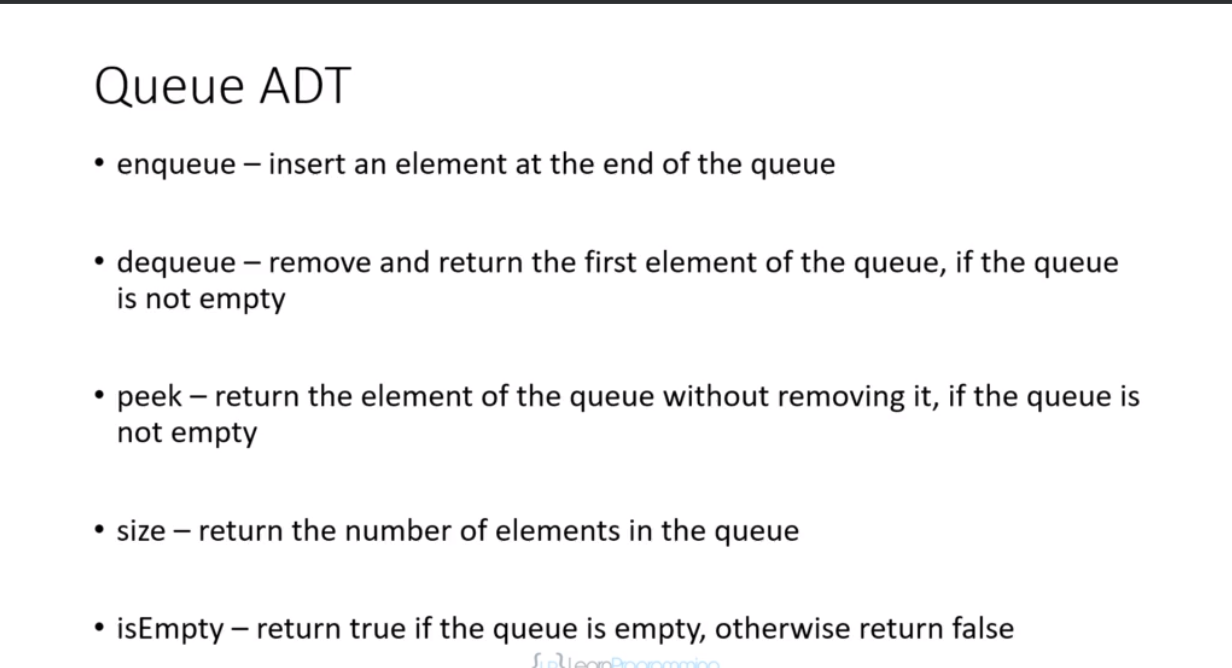 Queue ADT
• enqueue – insert an element at the end of the queue
• dequeue – remove and return the first element of the queue, if the queue
is not empty
• peek – return the element of the queue without removing it, if the queue is
not empty
• size – return the number of elements in the queue
• isEmpty – return true if the queue is empty, otherwise return false